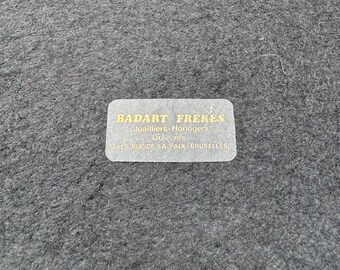 BADART FRERES
Joailliers-Horlogers
RUE DE LA PAIX-BRUXELLES